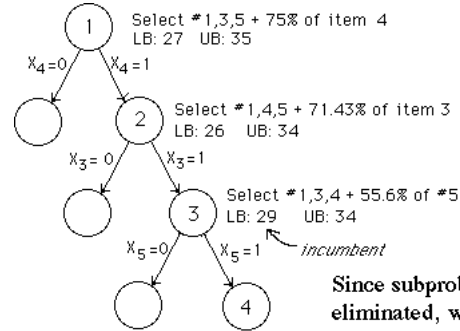 1 Select #1,3,5 + 75% of item 4
LB: 27 UB: 35
X4=0 X4=1
2 Select #1,4,5 + 71.43% of item 3
LB: 26 UB: 34
X3=0 X3=1
3 Select #1,3,4 + 55.6% of #5
LB: 29 UB: 34
X5=0 X5=1 incumbent
4
Since subprob
eliminated, w